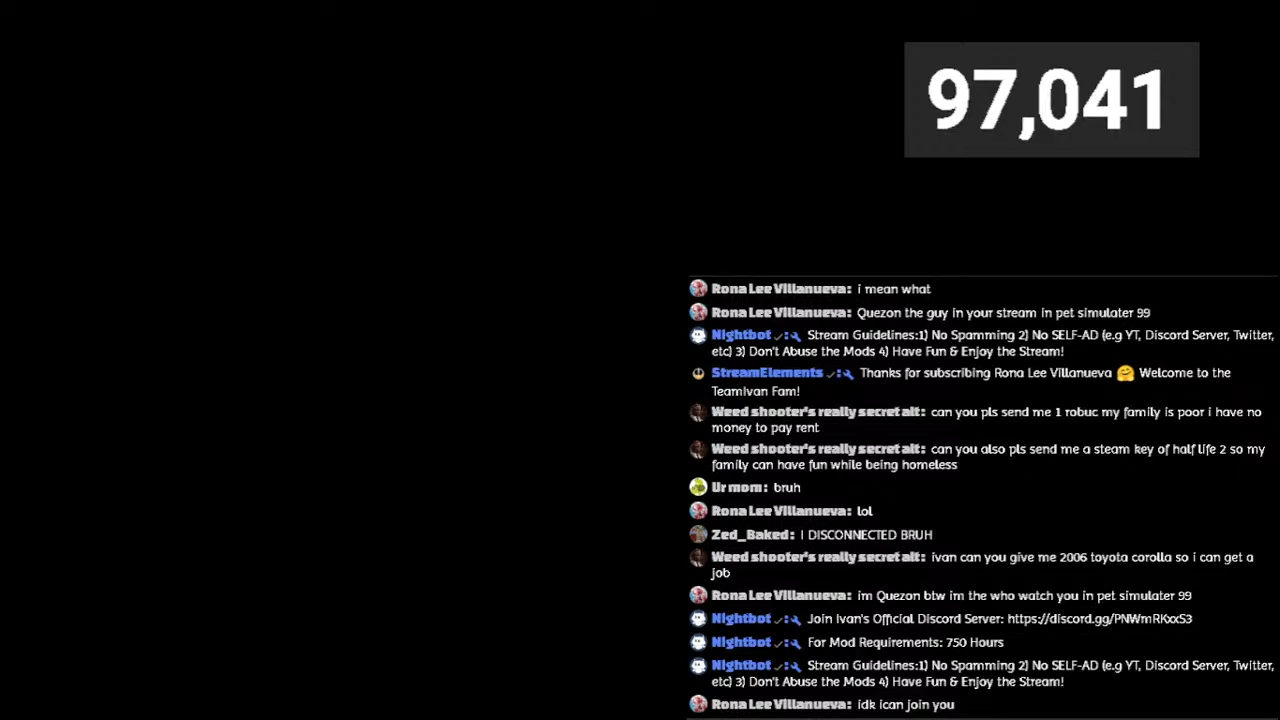 97,041
Rona Lee Villanueva: i mean what
Rona Lee Villanueva: Quezon the guy in your stream in pet simulater 99
Nightbot : Stream Guidelines:1) No Spamming 2) No SELF-AD (e.g YT, Discord Server, Twitter,
etc) 3) Don't Abuse the Mods 4) Have Fun & Enjoy the Stream!
StreamElements : Thanks for subscribing Rona Lee Villanueva 🤗 Welcome to the
TeamIvan Fam!
Weed shooter's really secret alt: can you pls send me 1 robuc my family is poor i have no
money to pay rent
Weed shooter's really secret alt: can you also pls send me a steam key of half life 2 so my
family can have fun while being homeless
Ur mom: bruh
Rona Lee Villanueva: lol
Zed_Baked: I DISCONNECTED BRUH
Weed shooter's really secret alt: ivan can you give me 2006 toyota corolla so i can get a
job
Rona Lee Villanueva: im Quezon btw im the who watch you in pet simulater 99
Nightbot : Join Ivan's Official Discord Server: https://discord.gg/PNWmRKxxS3
Nightbot : For Mod Requirements: 750 Hours
Nightbot : Stream Guidelines:1) No Spamming 2) No SELF-AD (e.g YT, Discord Server, Twitter,
etc) 3) Don't Abuse the Mods 4) Have Fun & Enjoy the Stream!
Rona Lee Villanueva: idk ican join you